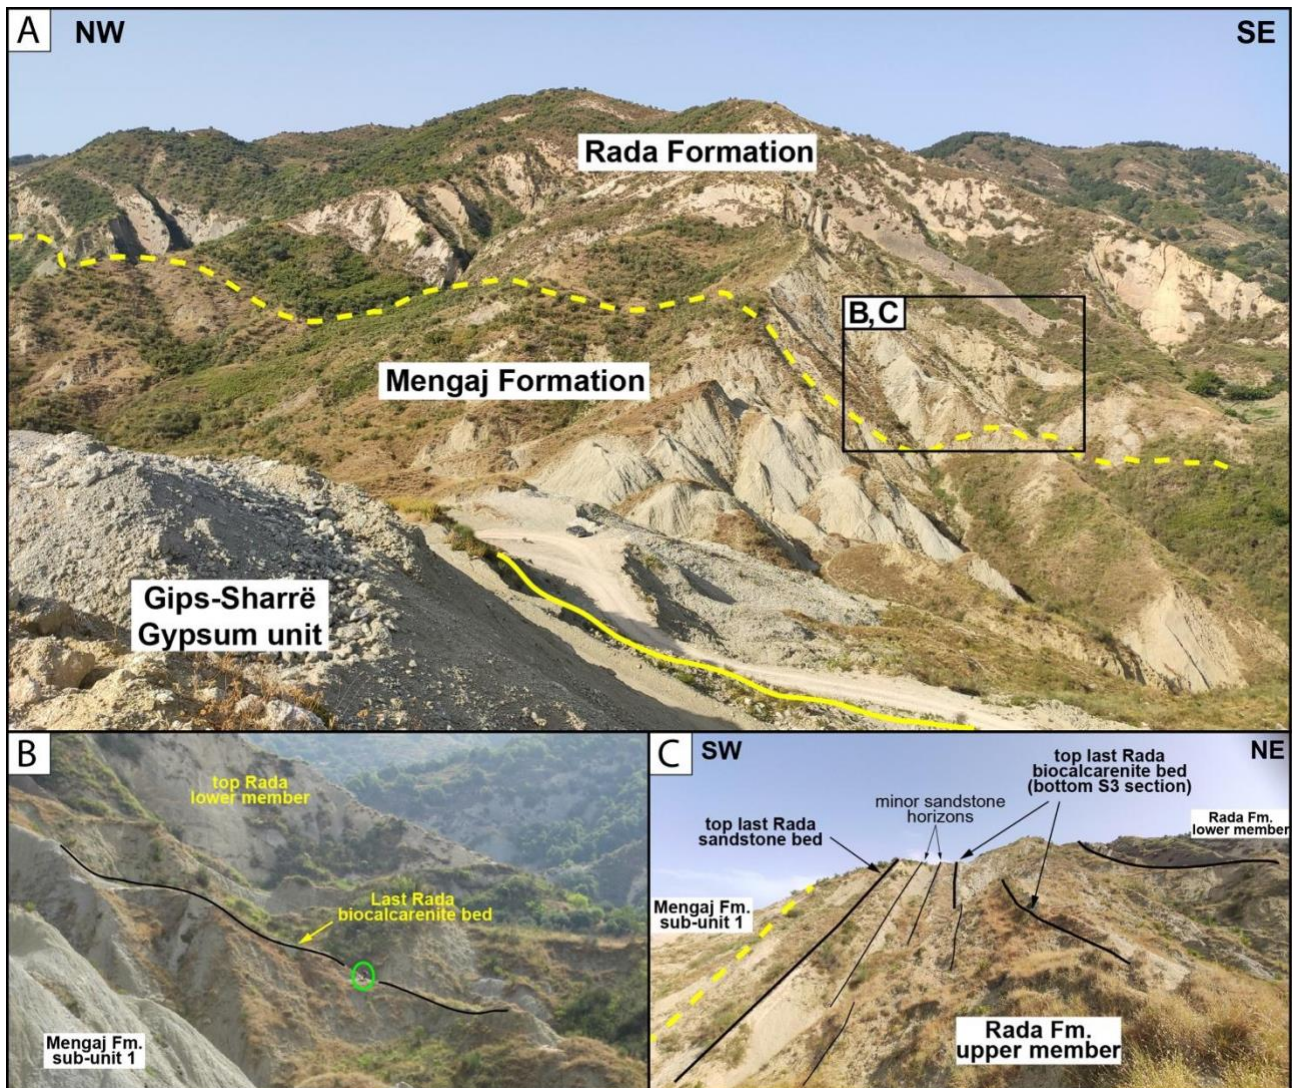 A
NW
SE
Rada Formation
B, C
Mengaj Formation
Gips-Sharrë
Gypsum unit
B
top Rada
lower member
Last Rada
biocalcarenite bed
Mengaj Fm.
sub-unit 1
C
SW
NE
top last Rada
biocalcarenite bed
(bottom S3 section)
minor sandstone
horizons
top last Rada
sandstone bed
Rada Fm.
lower member
Mengaj Fm.
sub-unit 1
Rada Fm.
upper member